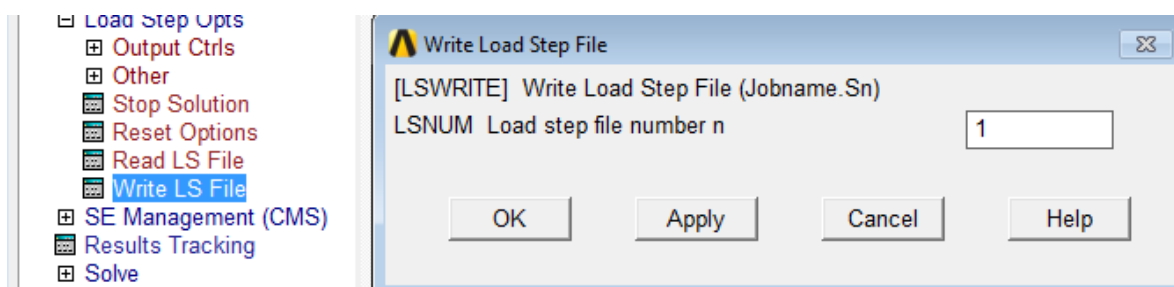 Load Step Opts
Output Ctrls
Other
Stop Solution
Reset Options
Read LS File
Write LS File
SE Management (CMS)
Results Tracking
Solve
Write Load Step File
[LSWRITE] Write Load Step File (Jobname.Sn)
LSNUM Load step file number n 1
OK Apply Cancel Help